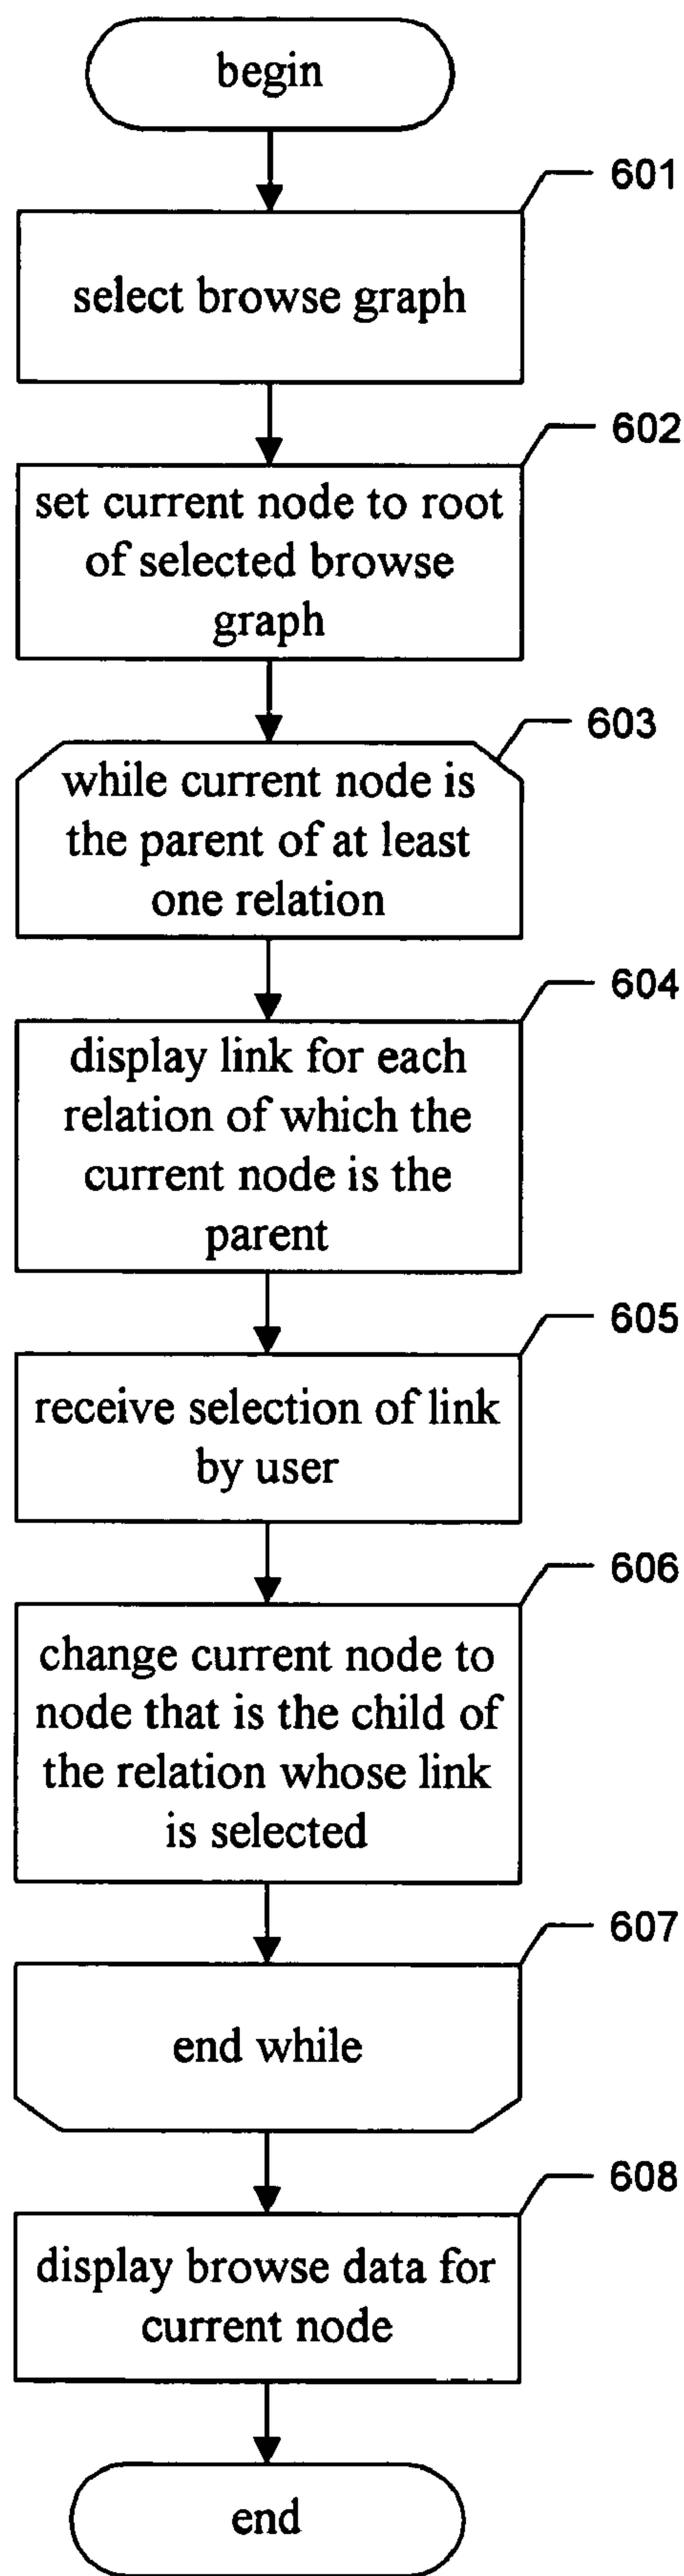 begin
601
select browse graph
602
set current node to root
of selected browse
graph
603
while current node is
the parent of at least
one relation
604
display link for each
relation of which the
current node is the
parent
605
receive selection of link
by user
606
change current node to
node that is the child of
the relation whose link
is selected
607
end while
608
display browse data for
current node
end